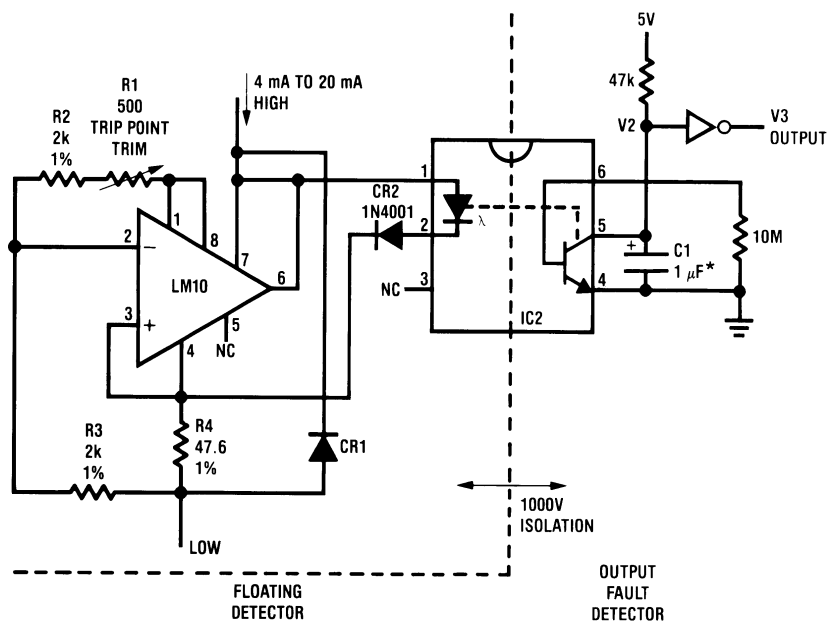 5V
47k
V2
V3
OUTPUT
4 mA TO 20 mA
HIGH
R1
500
TRIP POINT
TRIM
R2
2k
1%
1
8
2
−
7
LM10
6
3
+
5
NC
4
R4
47.6
1%
R3
2k
1%
CR1
LOW
CR2
1N4001
1
2
λ
3
NC
IC2
6
5
4
+
C1
1 μF*
10M
1000V
ISOLATION
FLOATING
DETECTOR
OUTPUT
FAULT
DETECTOR